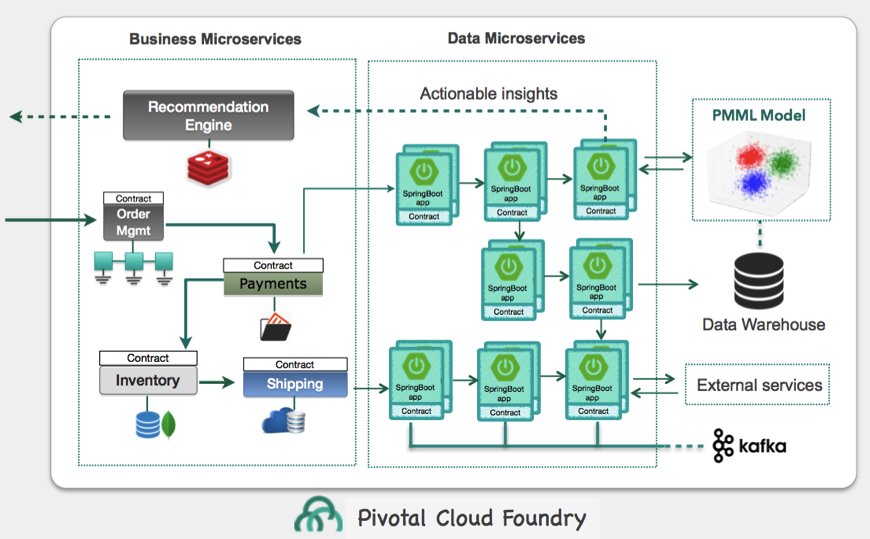 Business Microservices
Data Microservices
Recommendation
Engine
Actionable insights
PMML Model
Contract
Order
Mgmt
Contract
Payments
Contract
Inventory
Contract
Shipping
SpringBoot
app
Contract
SpringBoot
app
Contract
SpringBoot
app
Contract
SpringBoot
app
Contract
SpringBoot
app
Contract
SpringBoot
app
Contract
SpringBoot
app
Contract
SpringBoot
app
Contract
Data Warehouse
External services
kafka
Pivotal Cloud Foundry